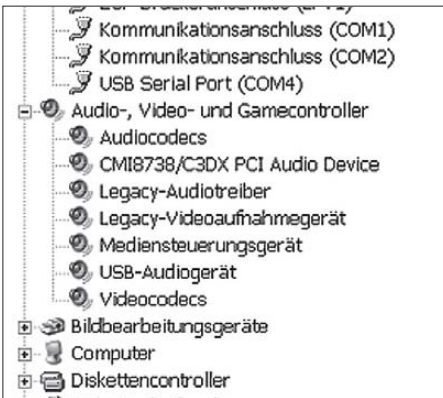 Kommunikationsanschluss (COM1)
Kommunikationsanschluss (COM2)
USB Serial Port (COM4)
Audio-, Video- und Gamecontroller
Audiocodecs
CMI8738/C3DX PCI Audio Device
Legacy-Audiotreiber
Legacy-Videoaufnahmegerät
Mediensteuerungsgerät
USB-Audiogerät
Videocodecs
Bildbearbeitungsgeräte
Computer
Diskettencontroller